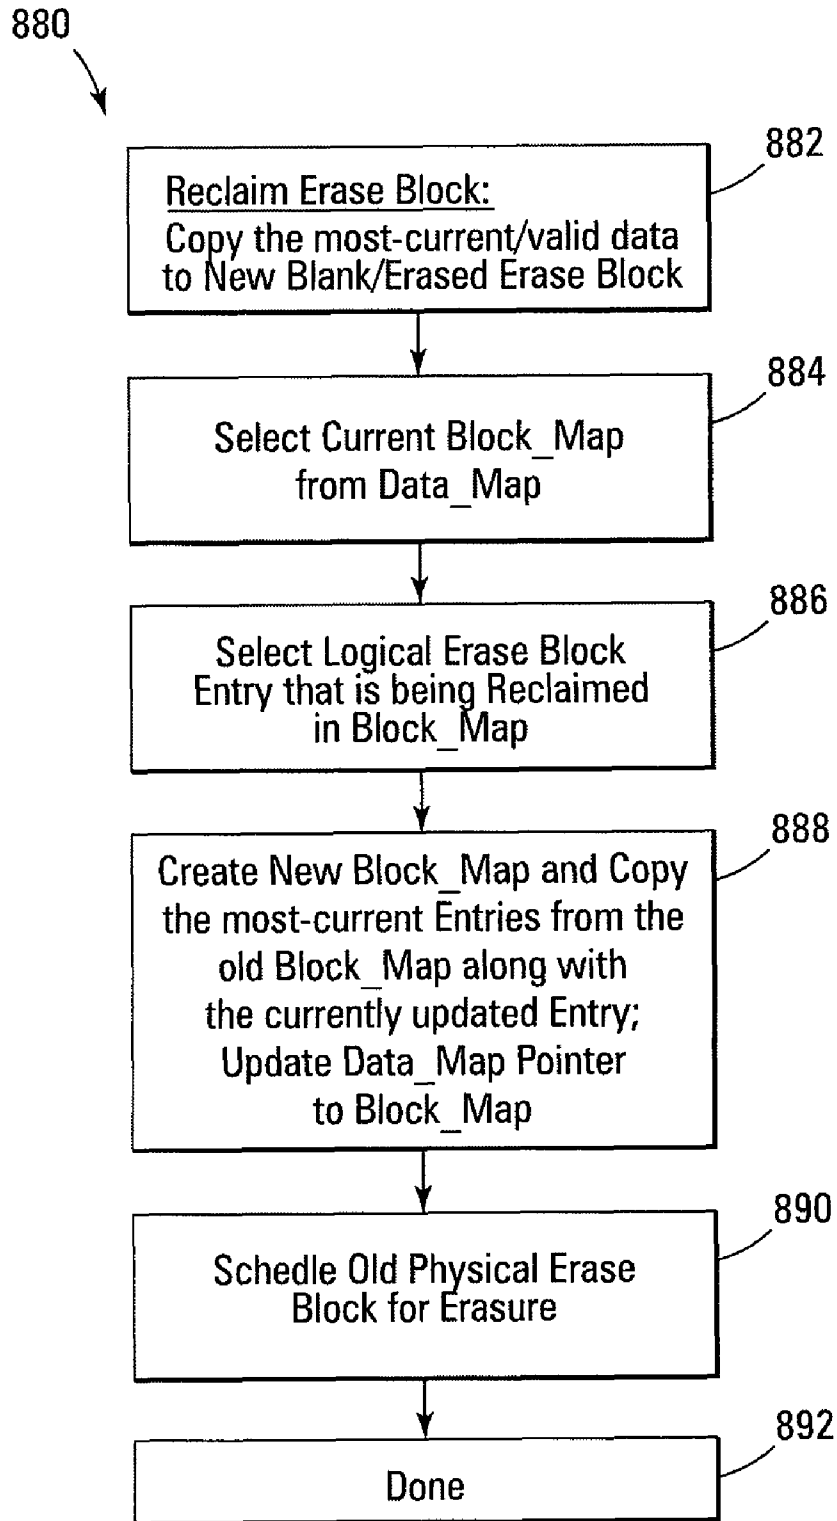 880
882
Reclaim Erase Block:
Copy the most-current/valid data
to New Blank/Erased Erase Block
884
Select Current Block_Map
from Data_Map
886
Select Logical Erase Block
Entry that is being Reclaimed
in Block_Map
888
Create New Block_Map and Copy
the most-current Entries from the
old Block_Map along with
the currently updated Entry;
Update Data_Map Pointer
to Block_Map
890
Schedle Old Physical Erase
Block for Erasure
892
Done